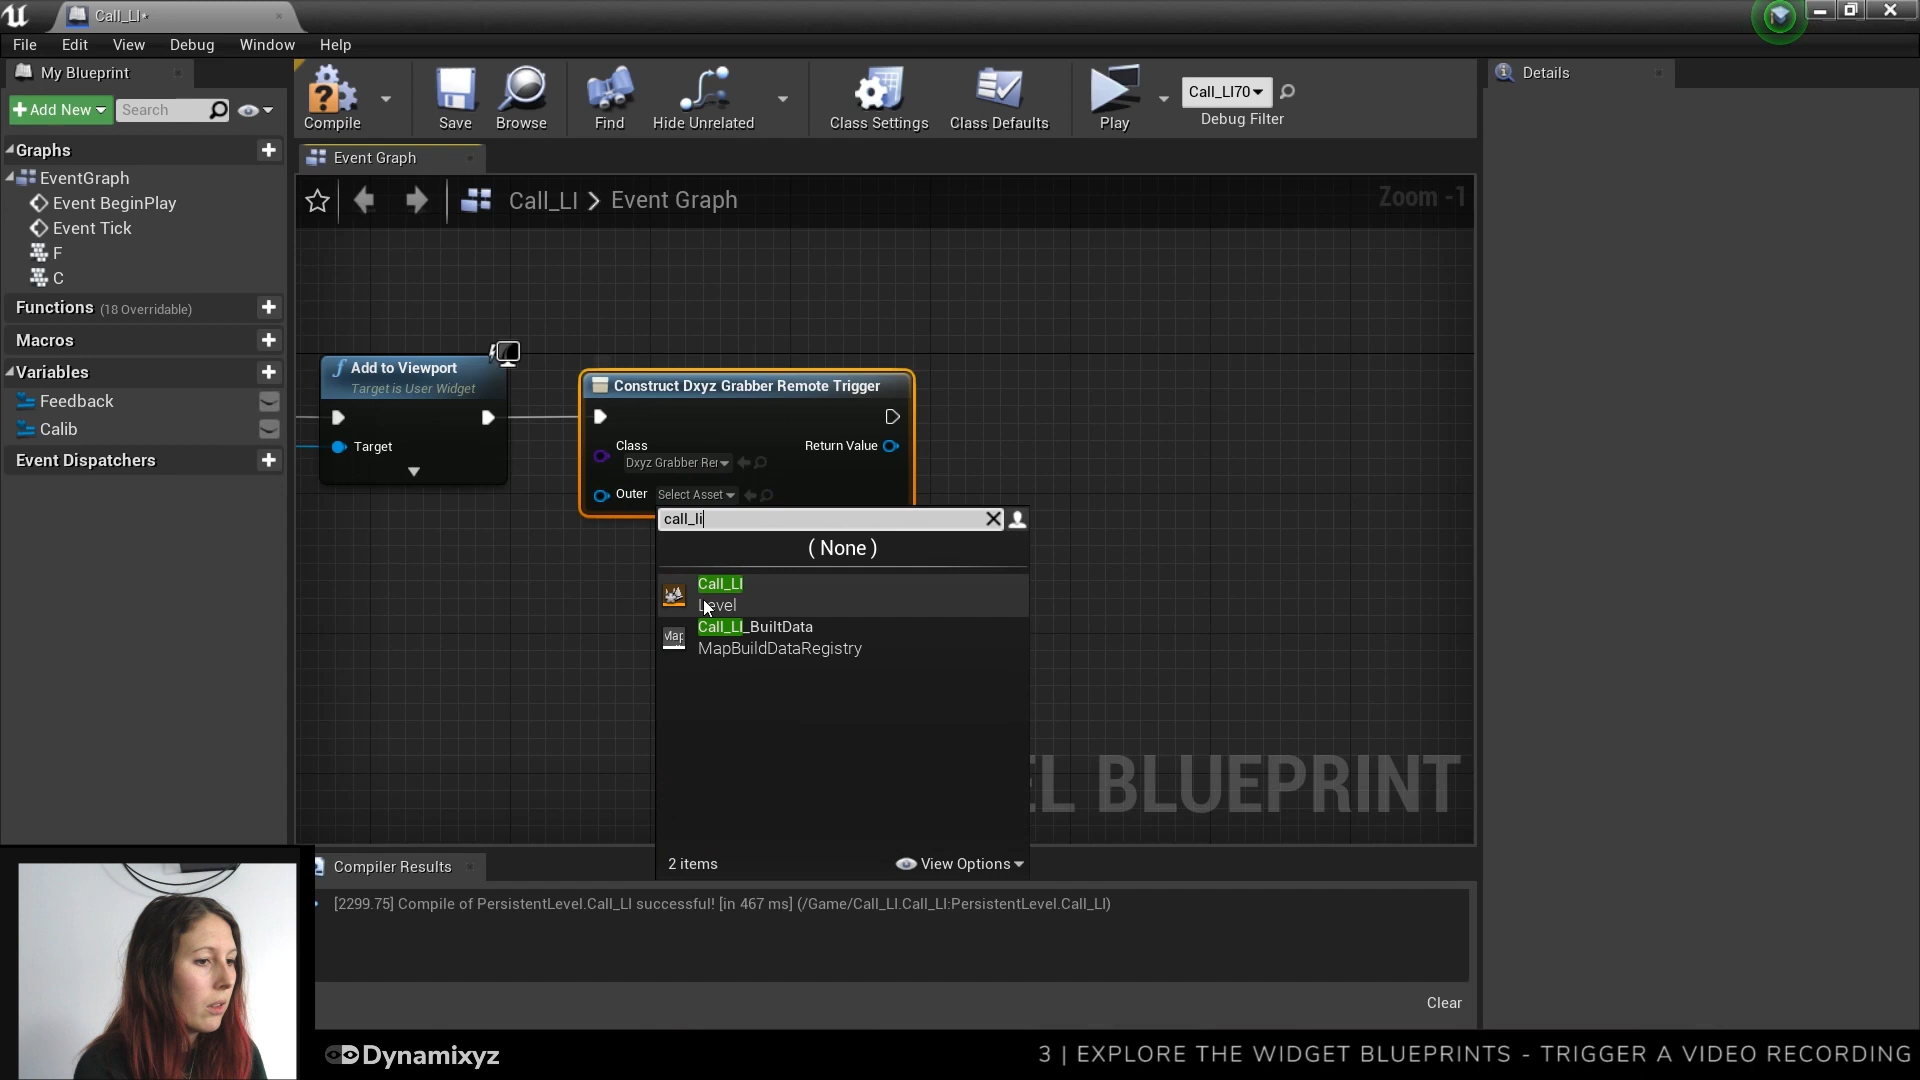 Call_LI*
File Edit View Debug Window Help
My Blueprint
Add New
Search
Compile
Save
Browse
Find
Hide Unrelated
Class Settings
Class Defaults
Play
Call_LI70
Debug Filter
Details
Graphs
EventGraph
Event BeginPlay
Event Tick
F
C
Functions (18 Overridable)
Macros
Variables
Feedback
Calib
Event Dispatchers
Event Graph
Call_LI > Event Graph
Zoom -1
f Add to Viewport
Target is User Widget
Target
Construct Dxyz Grabber Remote Trigger
Class
Dxyz Grabber Rer
Return Value
Outer Select Asset
call_li
( None )
Call_LI
Level
Call_LI_BuiltData
Map
MapBuildDataRegistry
2 items
View Options
EL BLUEPRINT
Compiler Results
[2299.75] Compile of PersistentLevel.Call_LI successful! [in 467 ms] (/Game/Call_LI.Call_LI:PersistentLevel.Call_LI)
Clear
Dynamixyz
3 | EXPLORE THE WIDGET BLUEPRINTS - TRIGGER A VIDEO RECORDING